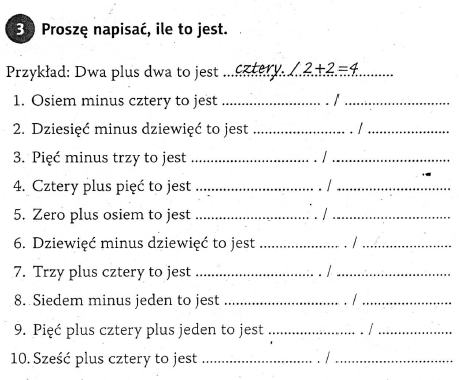 3 Proszę napisać, ile to jest.
Przykład: Dwa plus dwa to jest ...cztery. / 2+2=4.........
1. Osiem minus cztery to jest ........................ . / ..........................
2. Dziesięć minus dziewięć to jest ........................ . / ....................
3. Pięć minus trzy to jest ............................. . / .............................
4. Cztery plus pięć to jest ............................. . / ............................
5. Zero plus osiem to jest ............................. . / .............................
6. Dziewięć minus dziewięć to jest .................... . / ....................
7. Trzy plus cztery to jest ............................. . / ............................
8. Siedem minus jeden to jest ........................ . / ......................
9. Pięć plus cztery plus jeden to jest .................... . / ...................
10. Sześć plus cztery to jest ........................... . / .............................